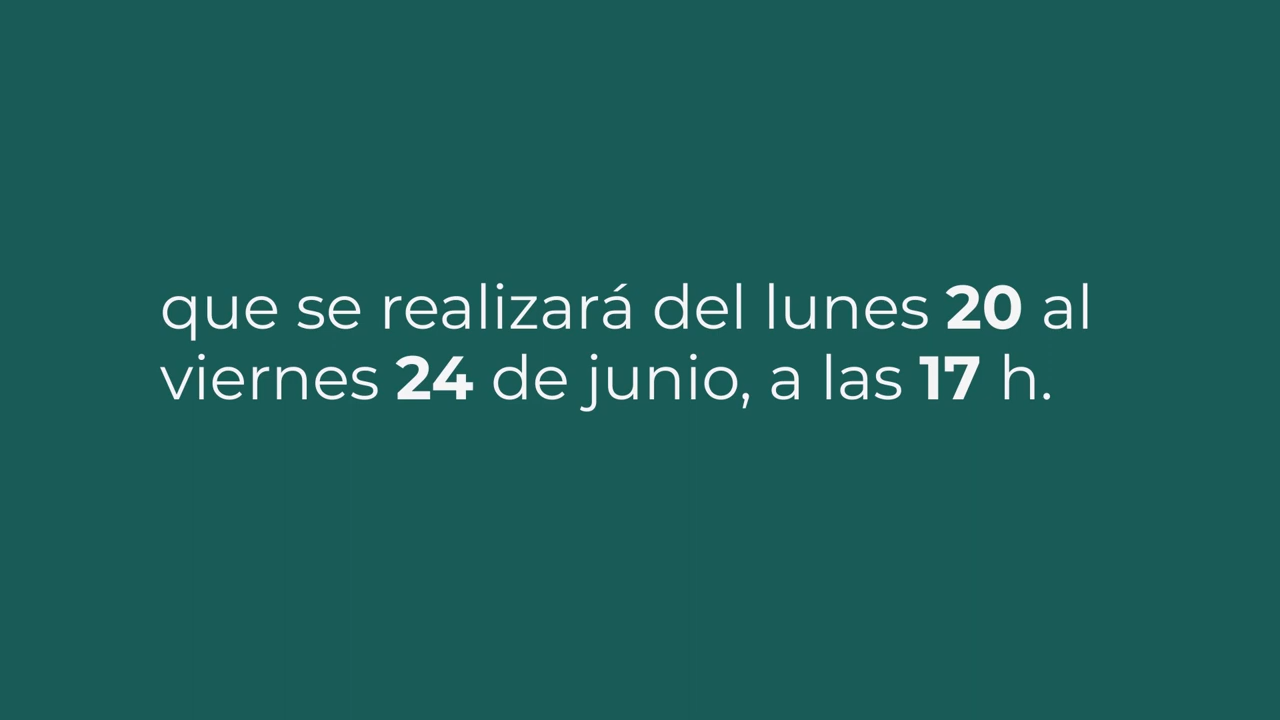 que se realizará del lunes 20 al
viernes 24 de junio, a las 17 h.